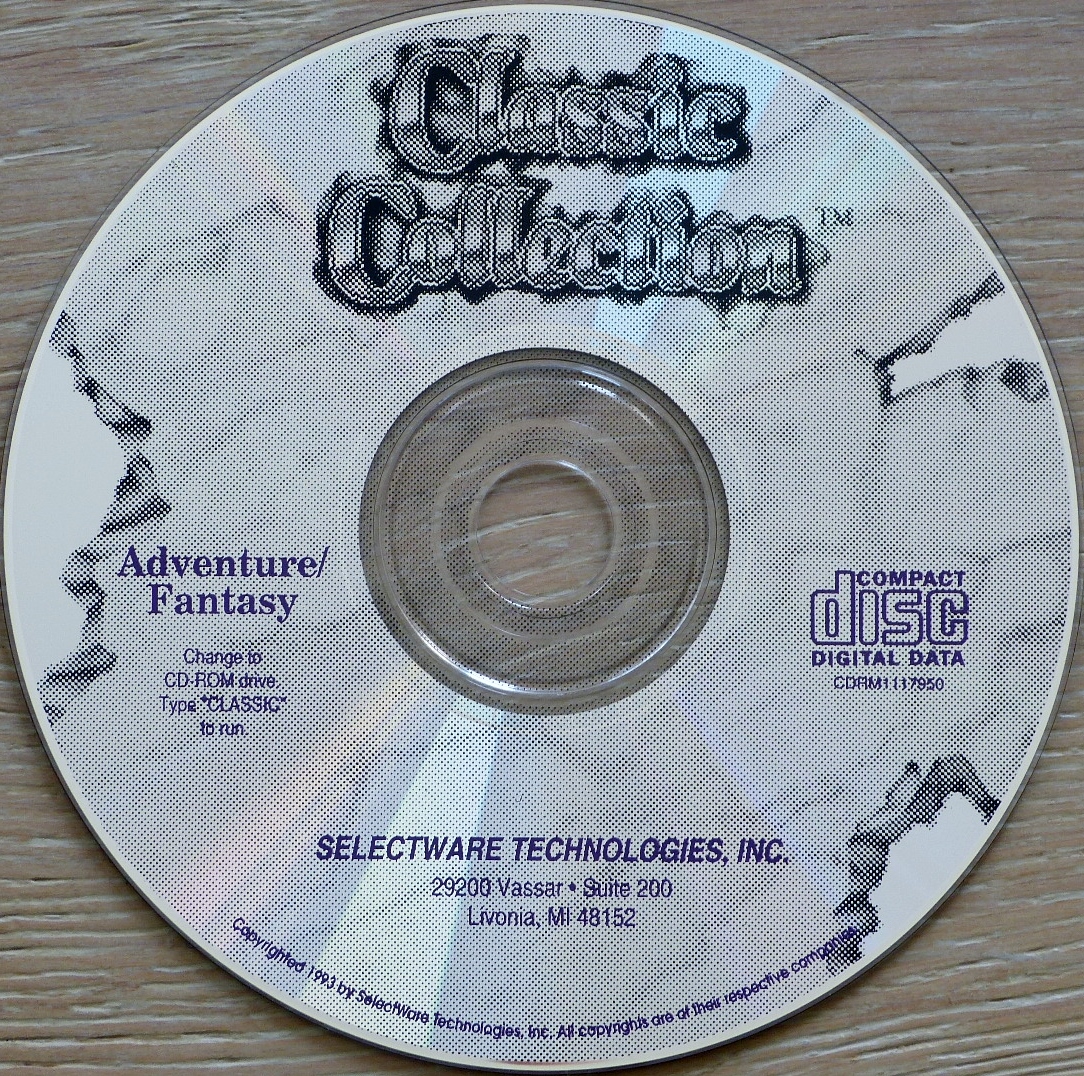 Classic
Collection™
Adventure/
Fantasy
Change to
CD-ROM drive.
Type "CLASSIC"
to run.
COMPACT
disc
DIGITAL DATA
CDRM1117950
SELECTWARE TECHNOLOGIES, INC.
29200 Vassar • Suite 200
Livonia, MI 48152
Copyrighted 1993 by SelectWare Technologies, Inc. All copyrights are of their respective companies.